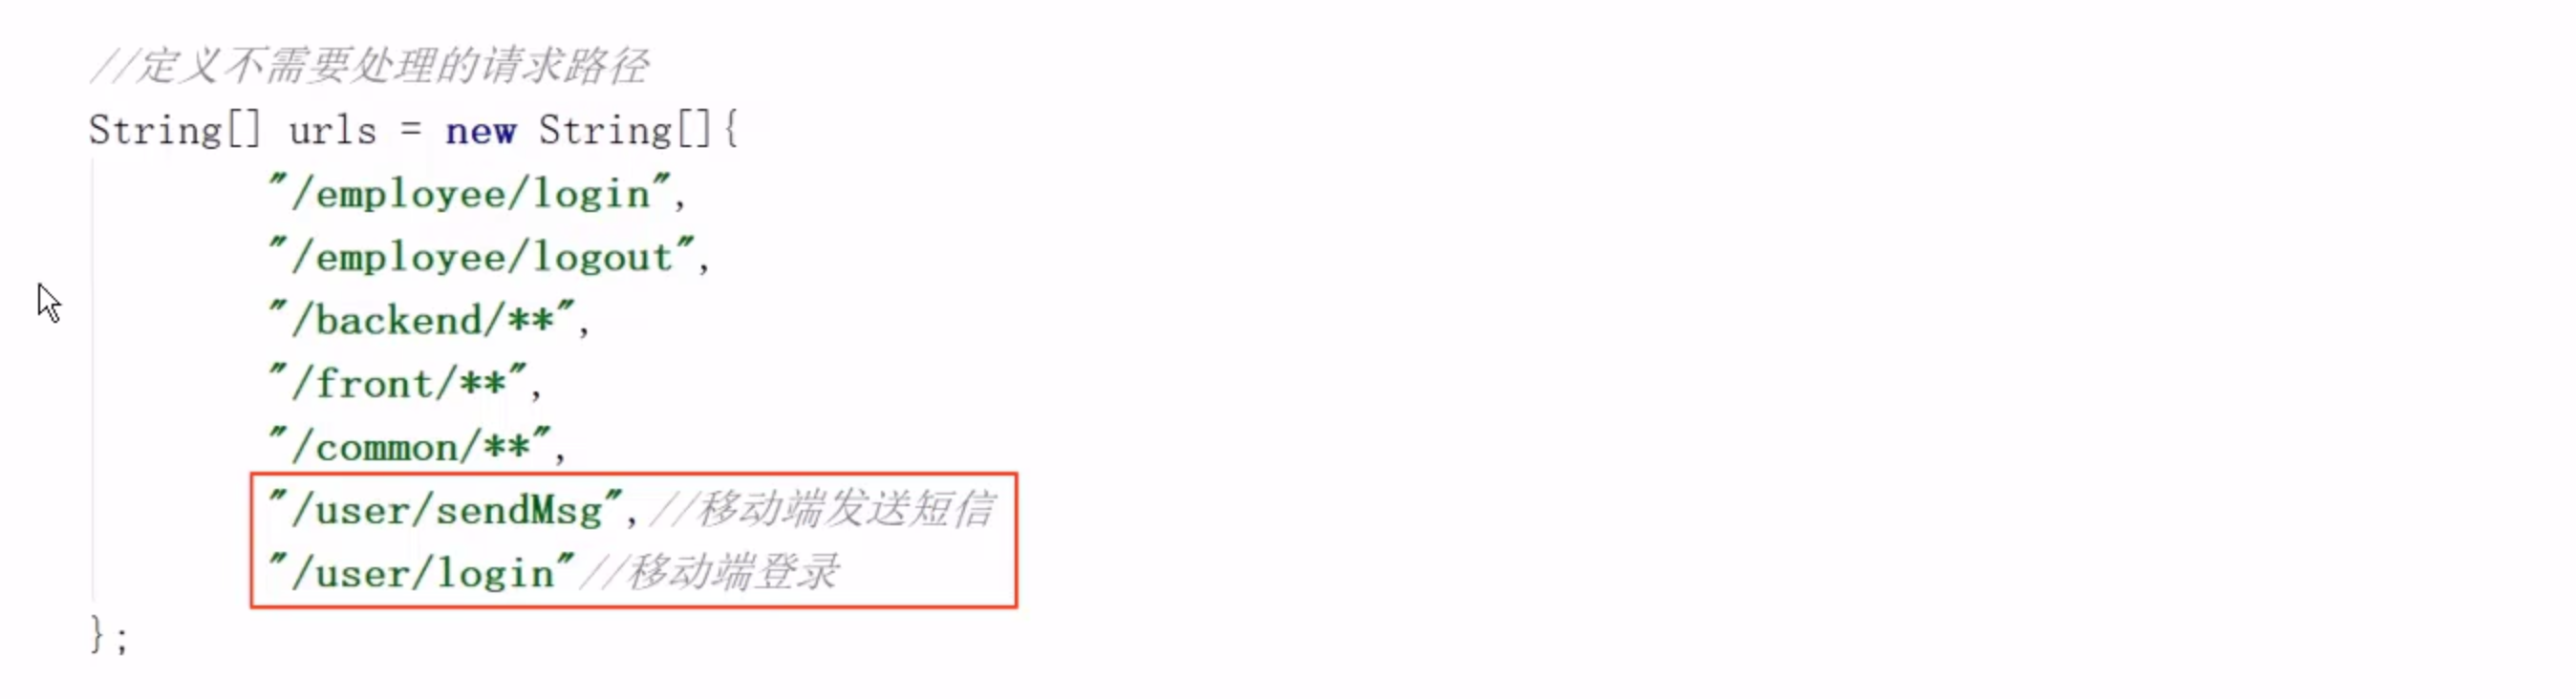 //定义不需要处理的请求路径
String[] urls = new String[]{
"/employee/login",
"/employee/logout",
"/backend/**",
"/front/**",
"/common/**",
"/user/sendMsg",//移动端发送短信
"/user/login"//移动端登录
};